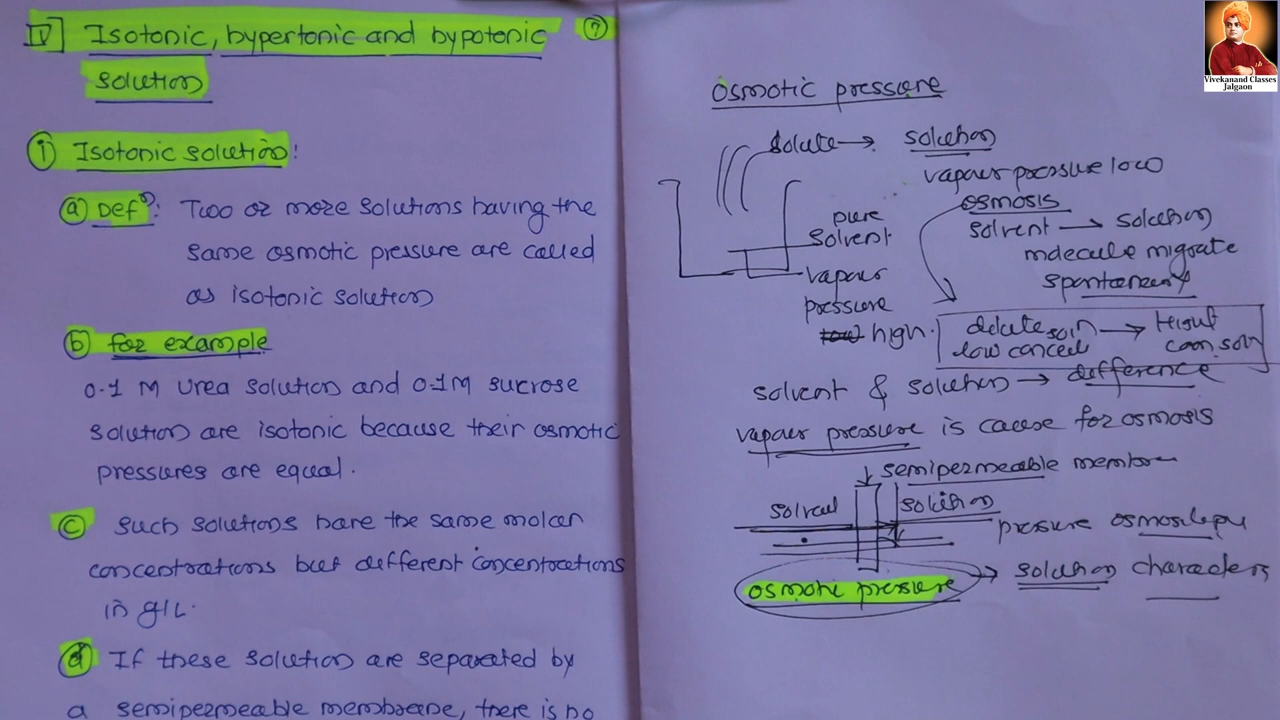 IV] Isotonic, hypertonic and hypotonic
solution
i) Isotonic solution:
a) Defn: Two or more solutions having the
same osmotic pressure are called
as isotonic solution
b) for example
0.1 M Urea solution and 0.1M sucrose
solution are isotonic because their osmotic
pressures are equal.
c) such solutions have the same molar
concentrations but different concentrations
in g/L.
d) If these solution are separated by
a semipermeable membrane, there is no
osmotic pressure
solute → solution
vapour pressure low
osmosis
solvent → solution
molecule migrate
spontaneously
pure
solvent
vapour
pressure
high.
dilute soln →
low conc
solvent & solution → difference
vapour pressure is cause for osmosis
semipermeable membrane
solvent solution
pressure
osmotic pressure → solution characters
Vivekanand Classes
Jalgaon